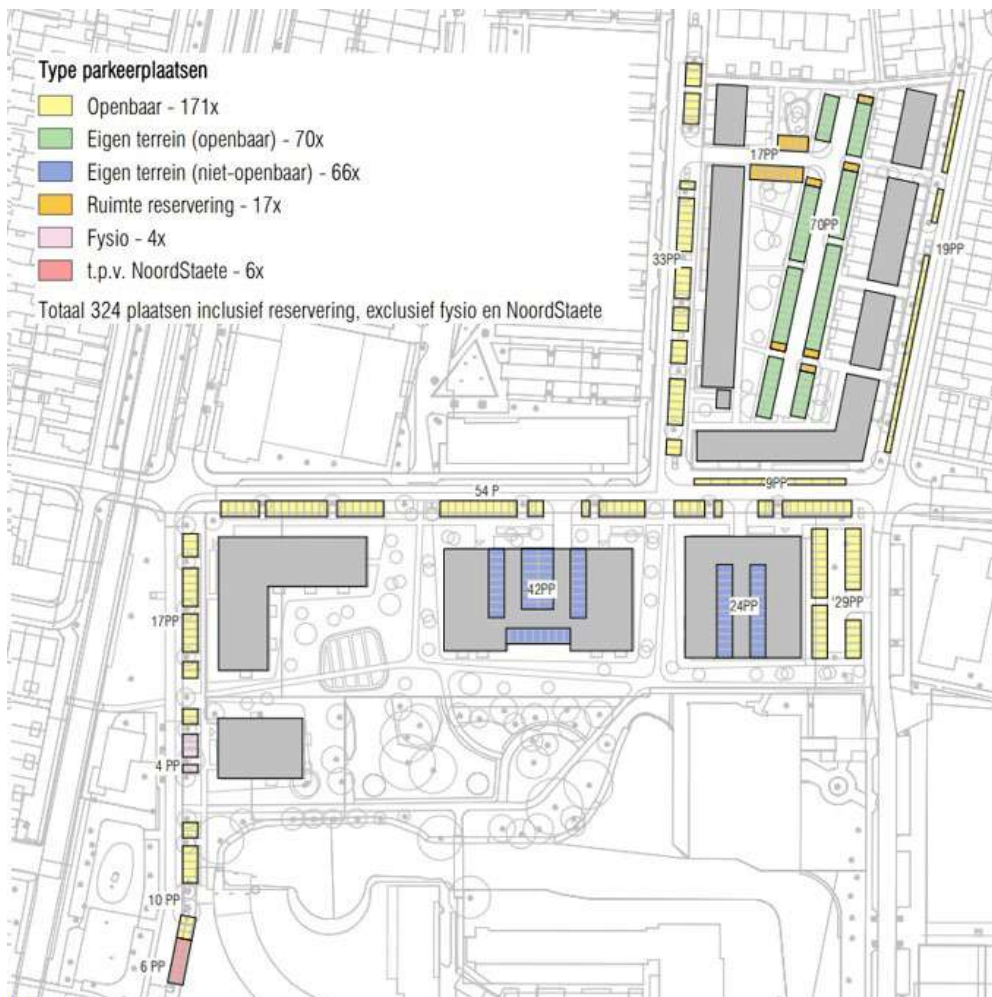 Type parkeerplaatsen
Openbaar - 171x
Eigen terrein (openbaar) - 70x
Eigen terrein (niet-openbaar) - 66x
Ruimte reservering - 17x
Fysio - 4x
t.p.v. NoordStaete - 6x
Totaal 324 plaatsen inclusief reservering, exclusief fysio en NoordStaete
17PP
70PP
19PP
33PP
9PP
54 P
42PP
24PP
29PP
17PP
4 PP
10 PP
6 PP